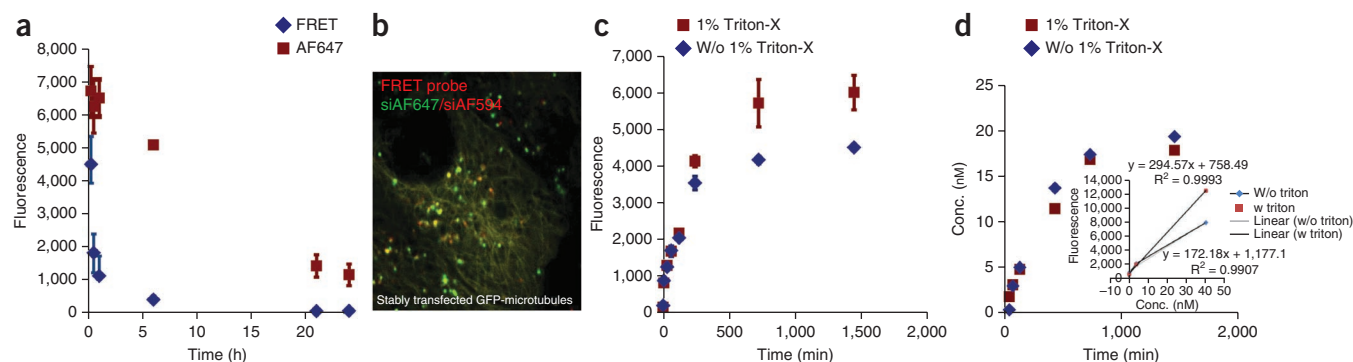 a
FRET
AF647
8,000
7,000
6,000
5,000
4,000
3,000
2,000
1,000
0
Fluorescence
0
5
10
15
20
Time (h)
b
FRET probe
siAF647/siAF594
Stably transfected GFP-microtubules
c
1% Triton-X
W/o 1% Triton-X
7,000
6,000
5,000
4,000
3,000
2,000
1,000
0
Fluorescence
0
500
1,000
1,500
2,000
Time (min)
d
1% Triton-X
W/o 1% Triton-X
25
20
15
10
5
0
Conc. (nM)
1,000
2,000
Time (min)
y = 294.57x + 758.49
R² = 0.9993
14,000
12,000
10,000
8,000
6,000
4,000
2,000
0
Fluorescence
y = 172.18x + 1,177.1
R² = 0.9907
–10 0 10 20 30 40 50
Conc. (nM)
W/o triton
w triton
Linear (w/o triton)
Linear (w triton)